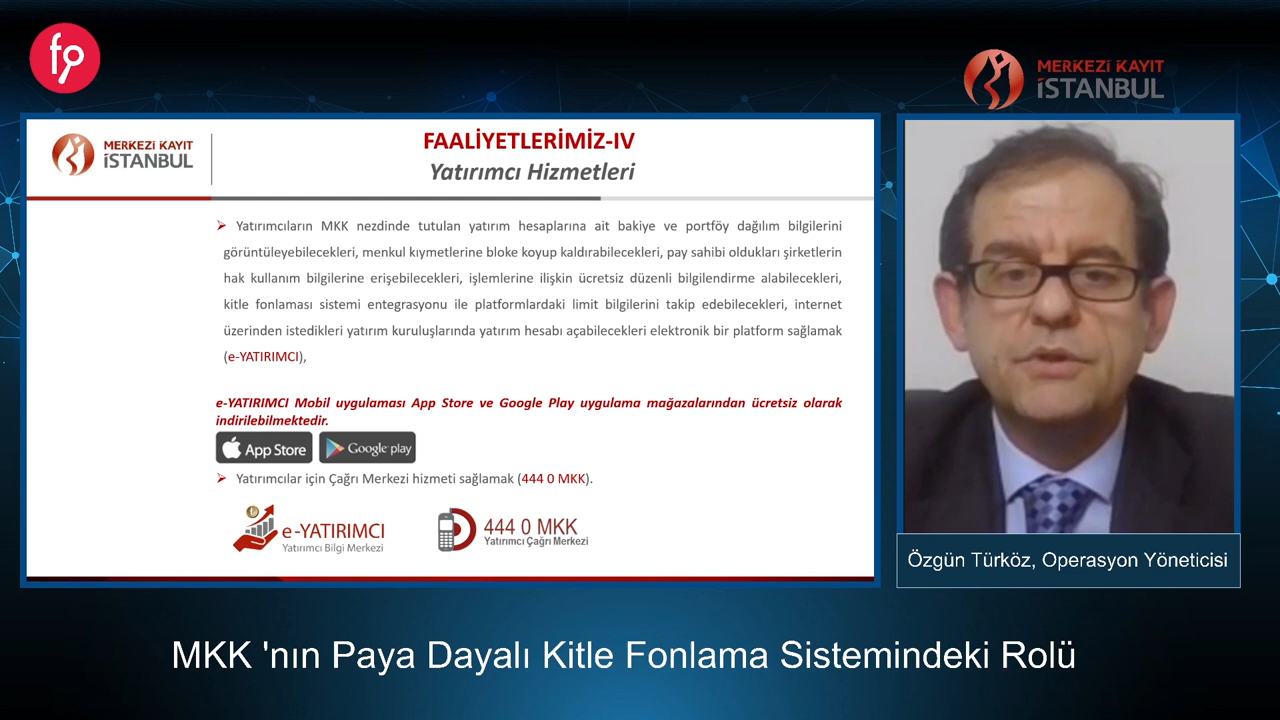 fo
MERKEZİ KAYIT
İSTANBUL
MERKEZİ KAYIT
İSTANBUL
FAALİYETLERİMİZ-IV
Yatırımcı Hizmetleri
Yatırımcıların MKK nezdinde tutulan yatırım hesaplarına ait bakiye ve portföy dağılım bilgilerini
görüntüleyebilecekleri, menkul kıymetlerine bloke koyup kaldırabilecekleri, pay sahibi oldukları şirketlerin
hak kullanım bilgilerine erişebilecekleri, işlemlerine ilişkin ücretsiz düzenli bilgilendirme alabilecekleri,
kitle fonlaması sistemi entegrasyonu ile platformlardaki limit bilgilerini takip edebilecekleri, internet
üzerinden istedikleri yatırım kuruluşlarında yatırım hesabı açabilecekleri elektronik bir platform sağlamak
(e-YATIRIMCI),
e-YATIRIMCI Mobil uygulaması App Store ve Google Play uygulama mağazalarından ücretsiz olarak
indirilebilmektedir.
App Store
Google play
Yatırımcılar için Çağrı Merkezi hizmeti sağlamak (444 0 MKK).
e-YATIRIMCI
Yatırımcı Bilgi Merkezi
444 0 MKK
Yatırımcı Çağrı Merkezi
Özgün Türköz, Operasyon Yöneticisi
MKK 'nın Paya Dayalı Kitle Fonlama Sistemindeki Rolü